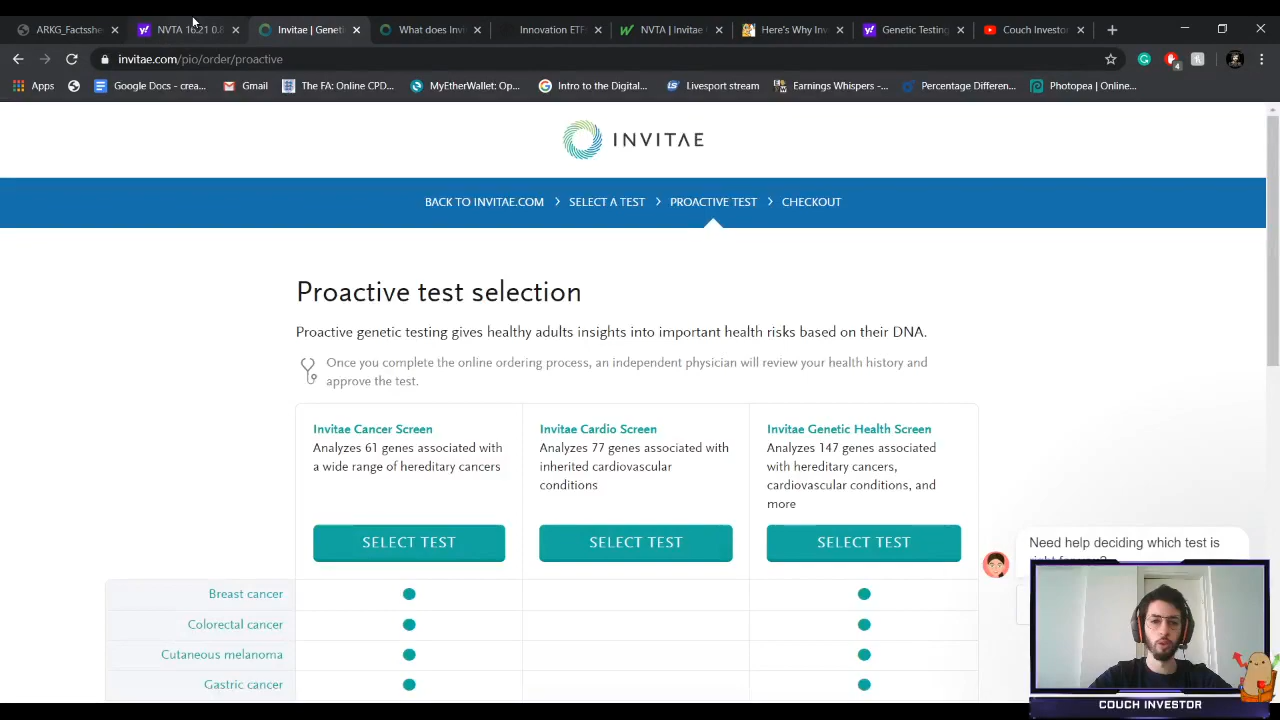 ARKG_Factsshe
NVTA 16.21 0.8
Invitae | Geneti
What does Invi
Innovation ETF
NVTA | Invitae
Here's Why Inv
Genetic Testing
Couch Investor
invitae.com/pio/order/proactive
4
Apps
Google Docs - crea...
Gmail
The FA: Online CPD...
MyEtherWallet: Op...
Intro to the Digital...
Livesport stream
Earnings Whispers -...
Percentage Differen...
Photopea | Online...
INVITAE
BACK TO INVITAE.COM > SELECT A TEST > PROACTIVE TEST > CHECKOUT
Proactive test selection
Proactive genetic testing gives healthy adults insights into important health risks based on their DNA.
Once you complete the online ordering process, an independent physician will review your health history and
approve the test.
Invitae Cancer Screen
Analyzes 61 genes associated with
a wide range of hereditary cancers
SELECT TEST
Invitae Cardio Screen
Analyzes 77 genes associated with
inherited cardiovascular
conditions
SELECT TEST
Invitae Genetic Health Screen
Analyzes 147 genes associated
with hereditary cancers,
cardiovascular conditions, and
more
SELECT TEST
Breast cancer
Colorectal cancer
Cutaneous melanoma
Gastric cancer
Need help deciding which test is
COUCH INVESTOR